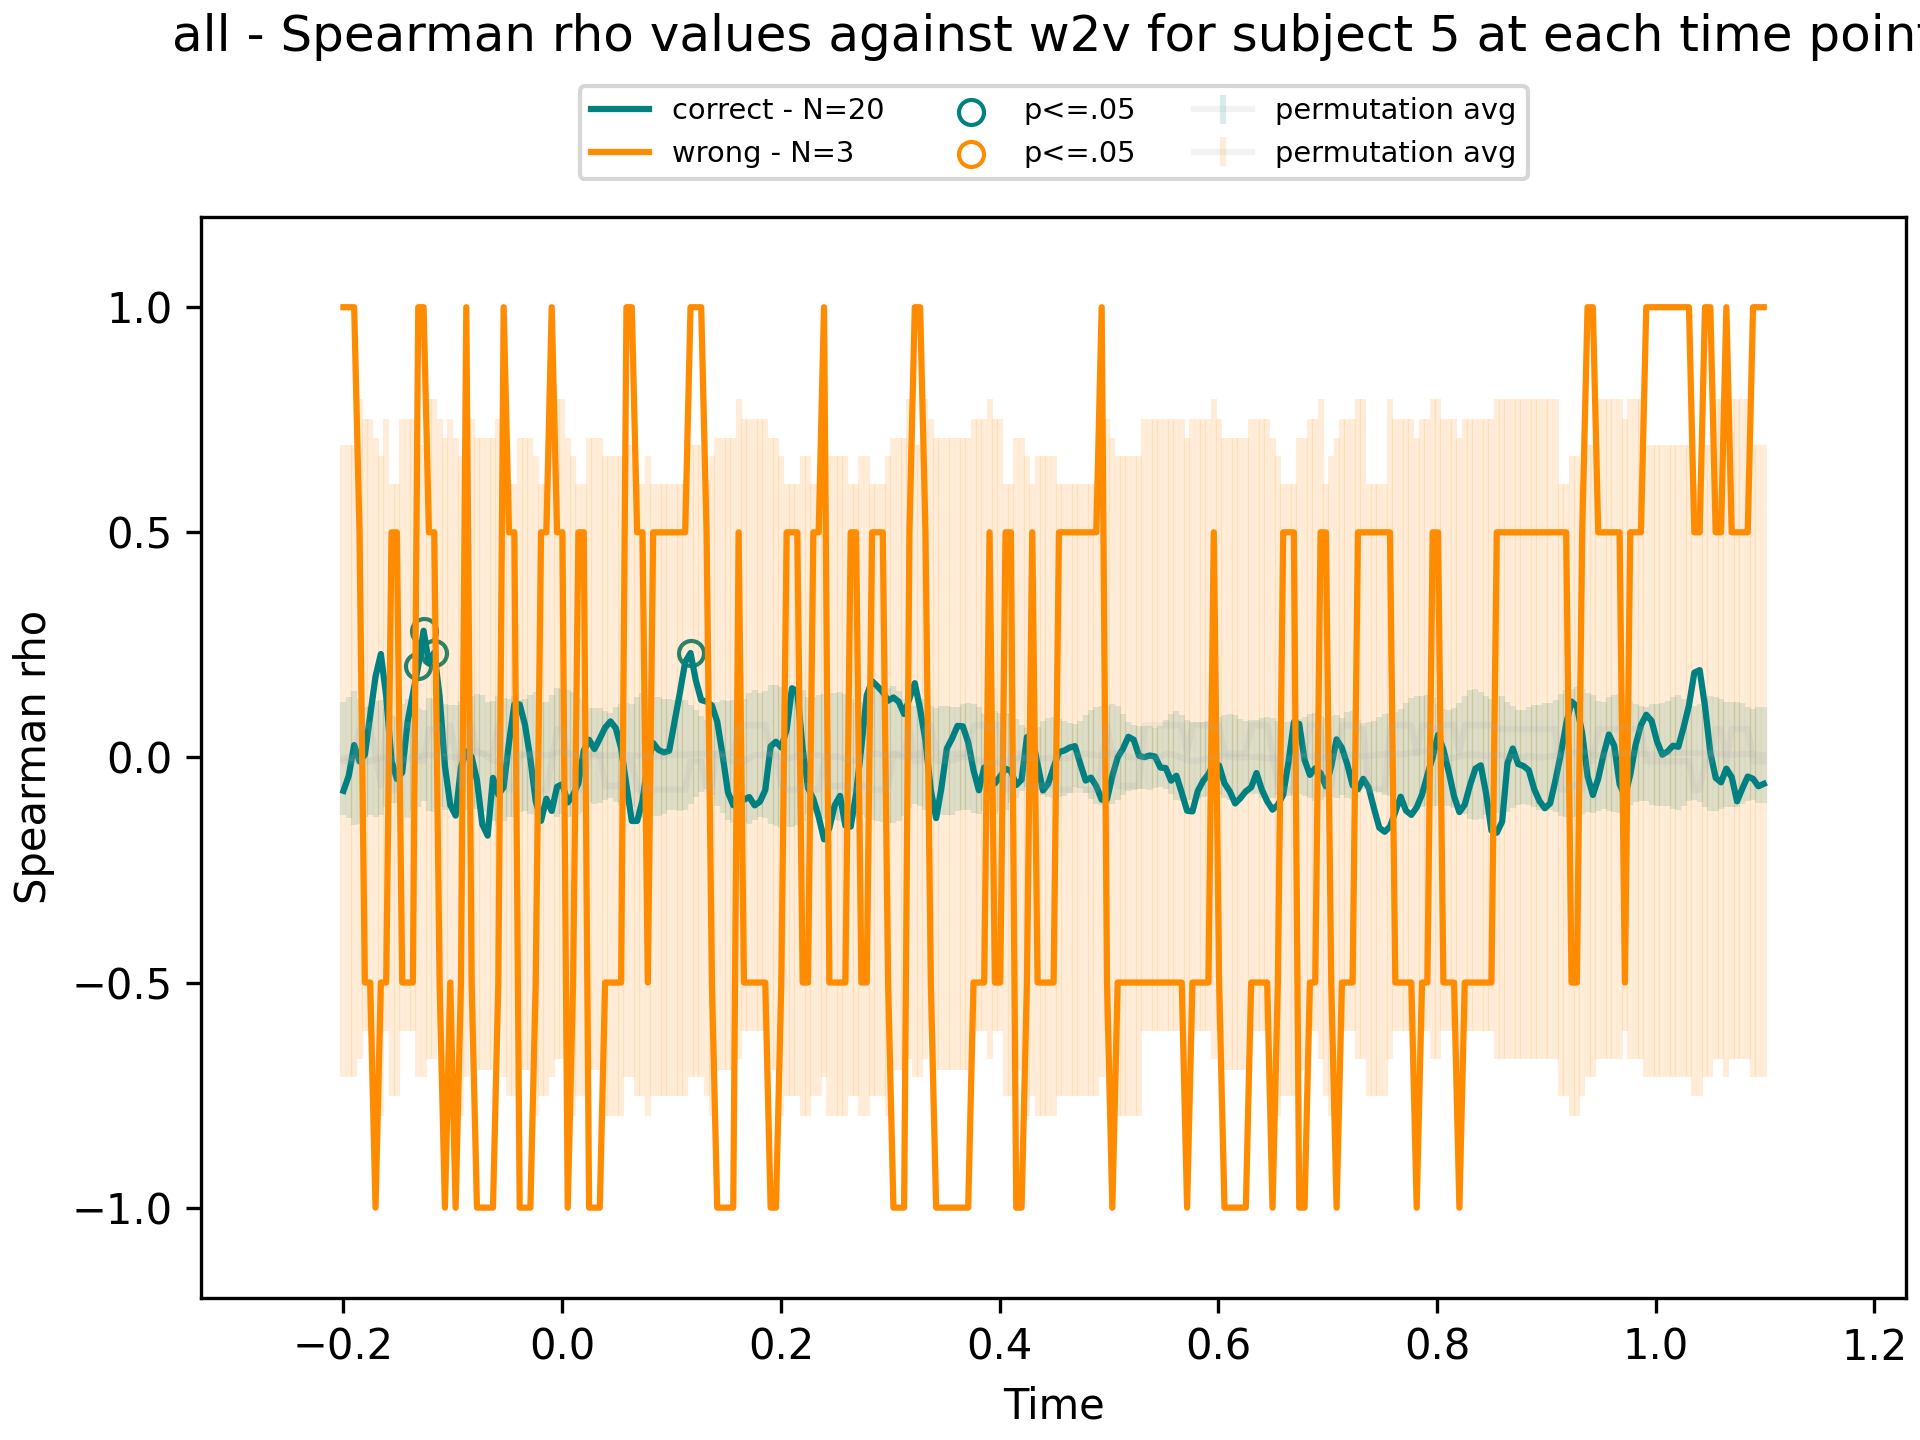 all - Spearman rho values against w2v for subject 5 at each time poin
correct - N=20 p<=.05 permutation avg
wrong - N=3 p<=.05 permutation avg
1.0
0.5
0.0
−0.5
−1.0
Spearman rho
−0.2 0.0 0.2 0.4 0.6 0.8 1.0 1.2
Time